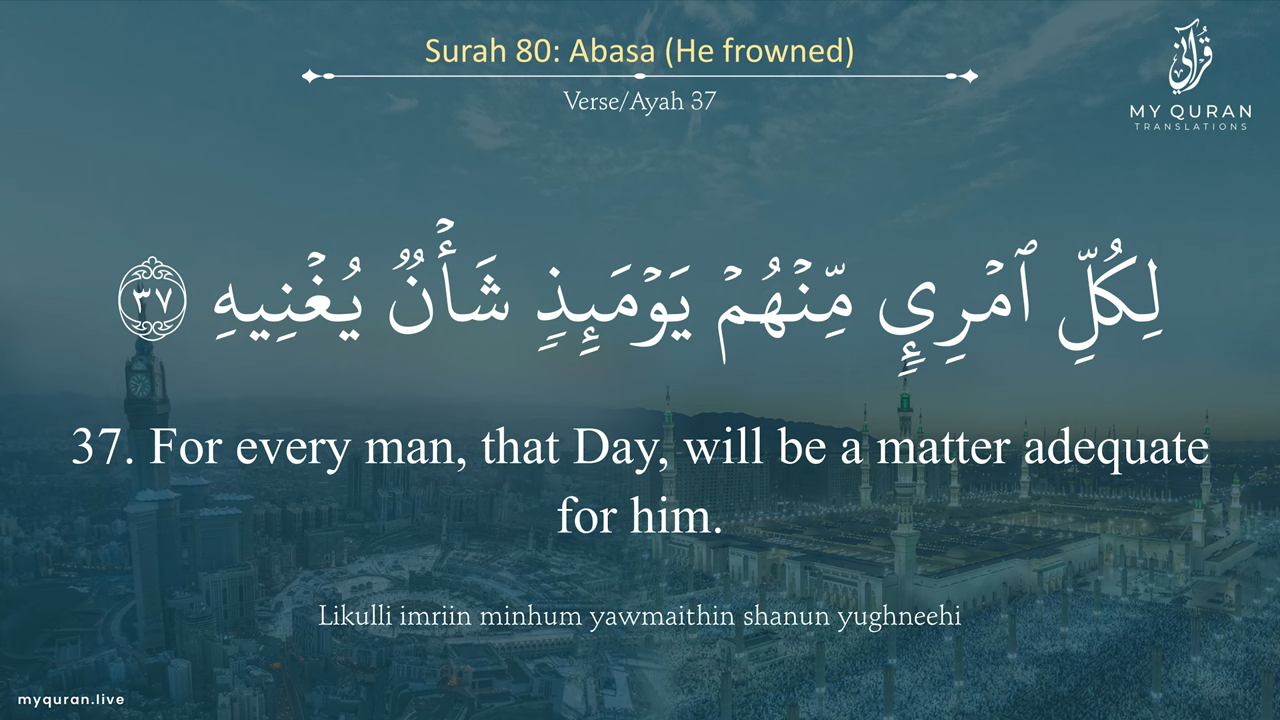 Surah 80: Abasa (He frowned)
Verse/Ayah 37
قرآني
MY QURAN
TRANSLATIONS
لِكُلِّ ٱمْرِئٍ مِّنْهُمْ يَوْمَئِذٍ شَأْنٌ يُغْنِيهِ ٣٧
37. For every man, that Day, will be a matter adequate
for him.
Likulli imriin minhum yawmaithin shanun yughneehi
myquran.live